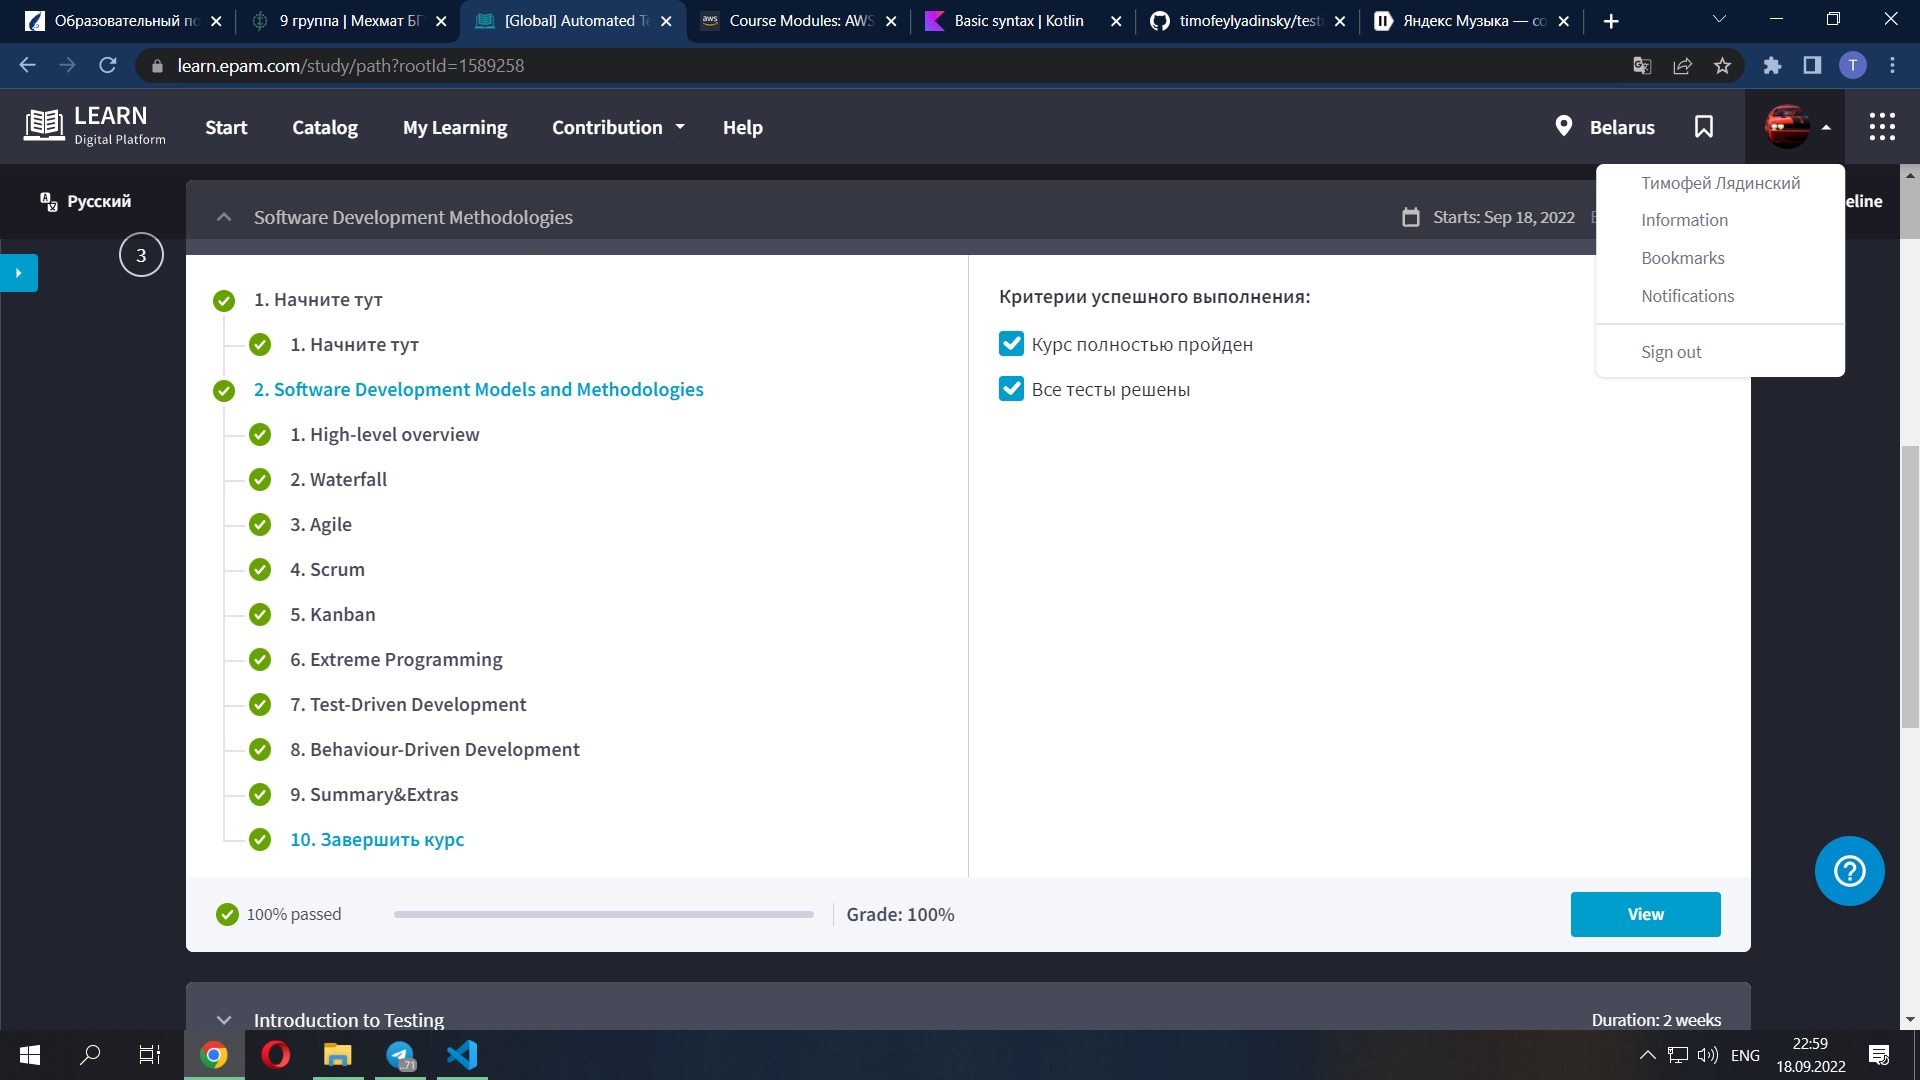 Образовательный по
9 группа | Мехмат БГ
[Global] Automated Te
Course Modules: AWS
Basic syntax | Kotlin
timofeylyadinsky/testi
Яндекс Музыка — со
learn.epam.com/study/path?rootId=1589258
T
LEARN
Digital Platform
Start
Catalog
My Learning
Contribution
Help
Belarus
Русский
Software Development Methodologies
Starts: Sep 18, 2022
eline
Тимофей Лядинский
Information
Bookmarks
Notifications
Sign out
3
1. Начните тут
1. Начните тут
2. Software Development Models and Methodologies
1. High-level overview
2. Waterfall
3. Agile
4. Scrum
5. Kanban
6. Extreme Programming
7. Test-Driven Development
8. Behaviour-Driven Development
9. Summary&Extras
10. Завершить курс
Критерии успешного выполнения:
Курс полностью пройден
Все тесты решены
100% passed
Grade: 100%
View
Introduction to Testing
Duration: 2 weeks
71
ENG
22:59
18.09.2022